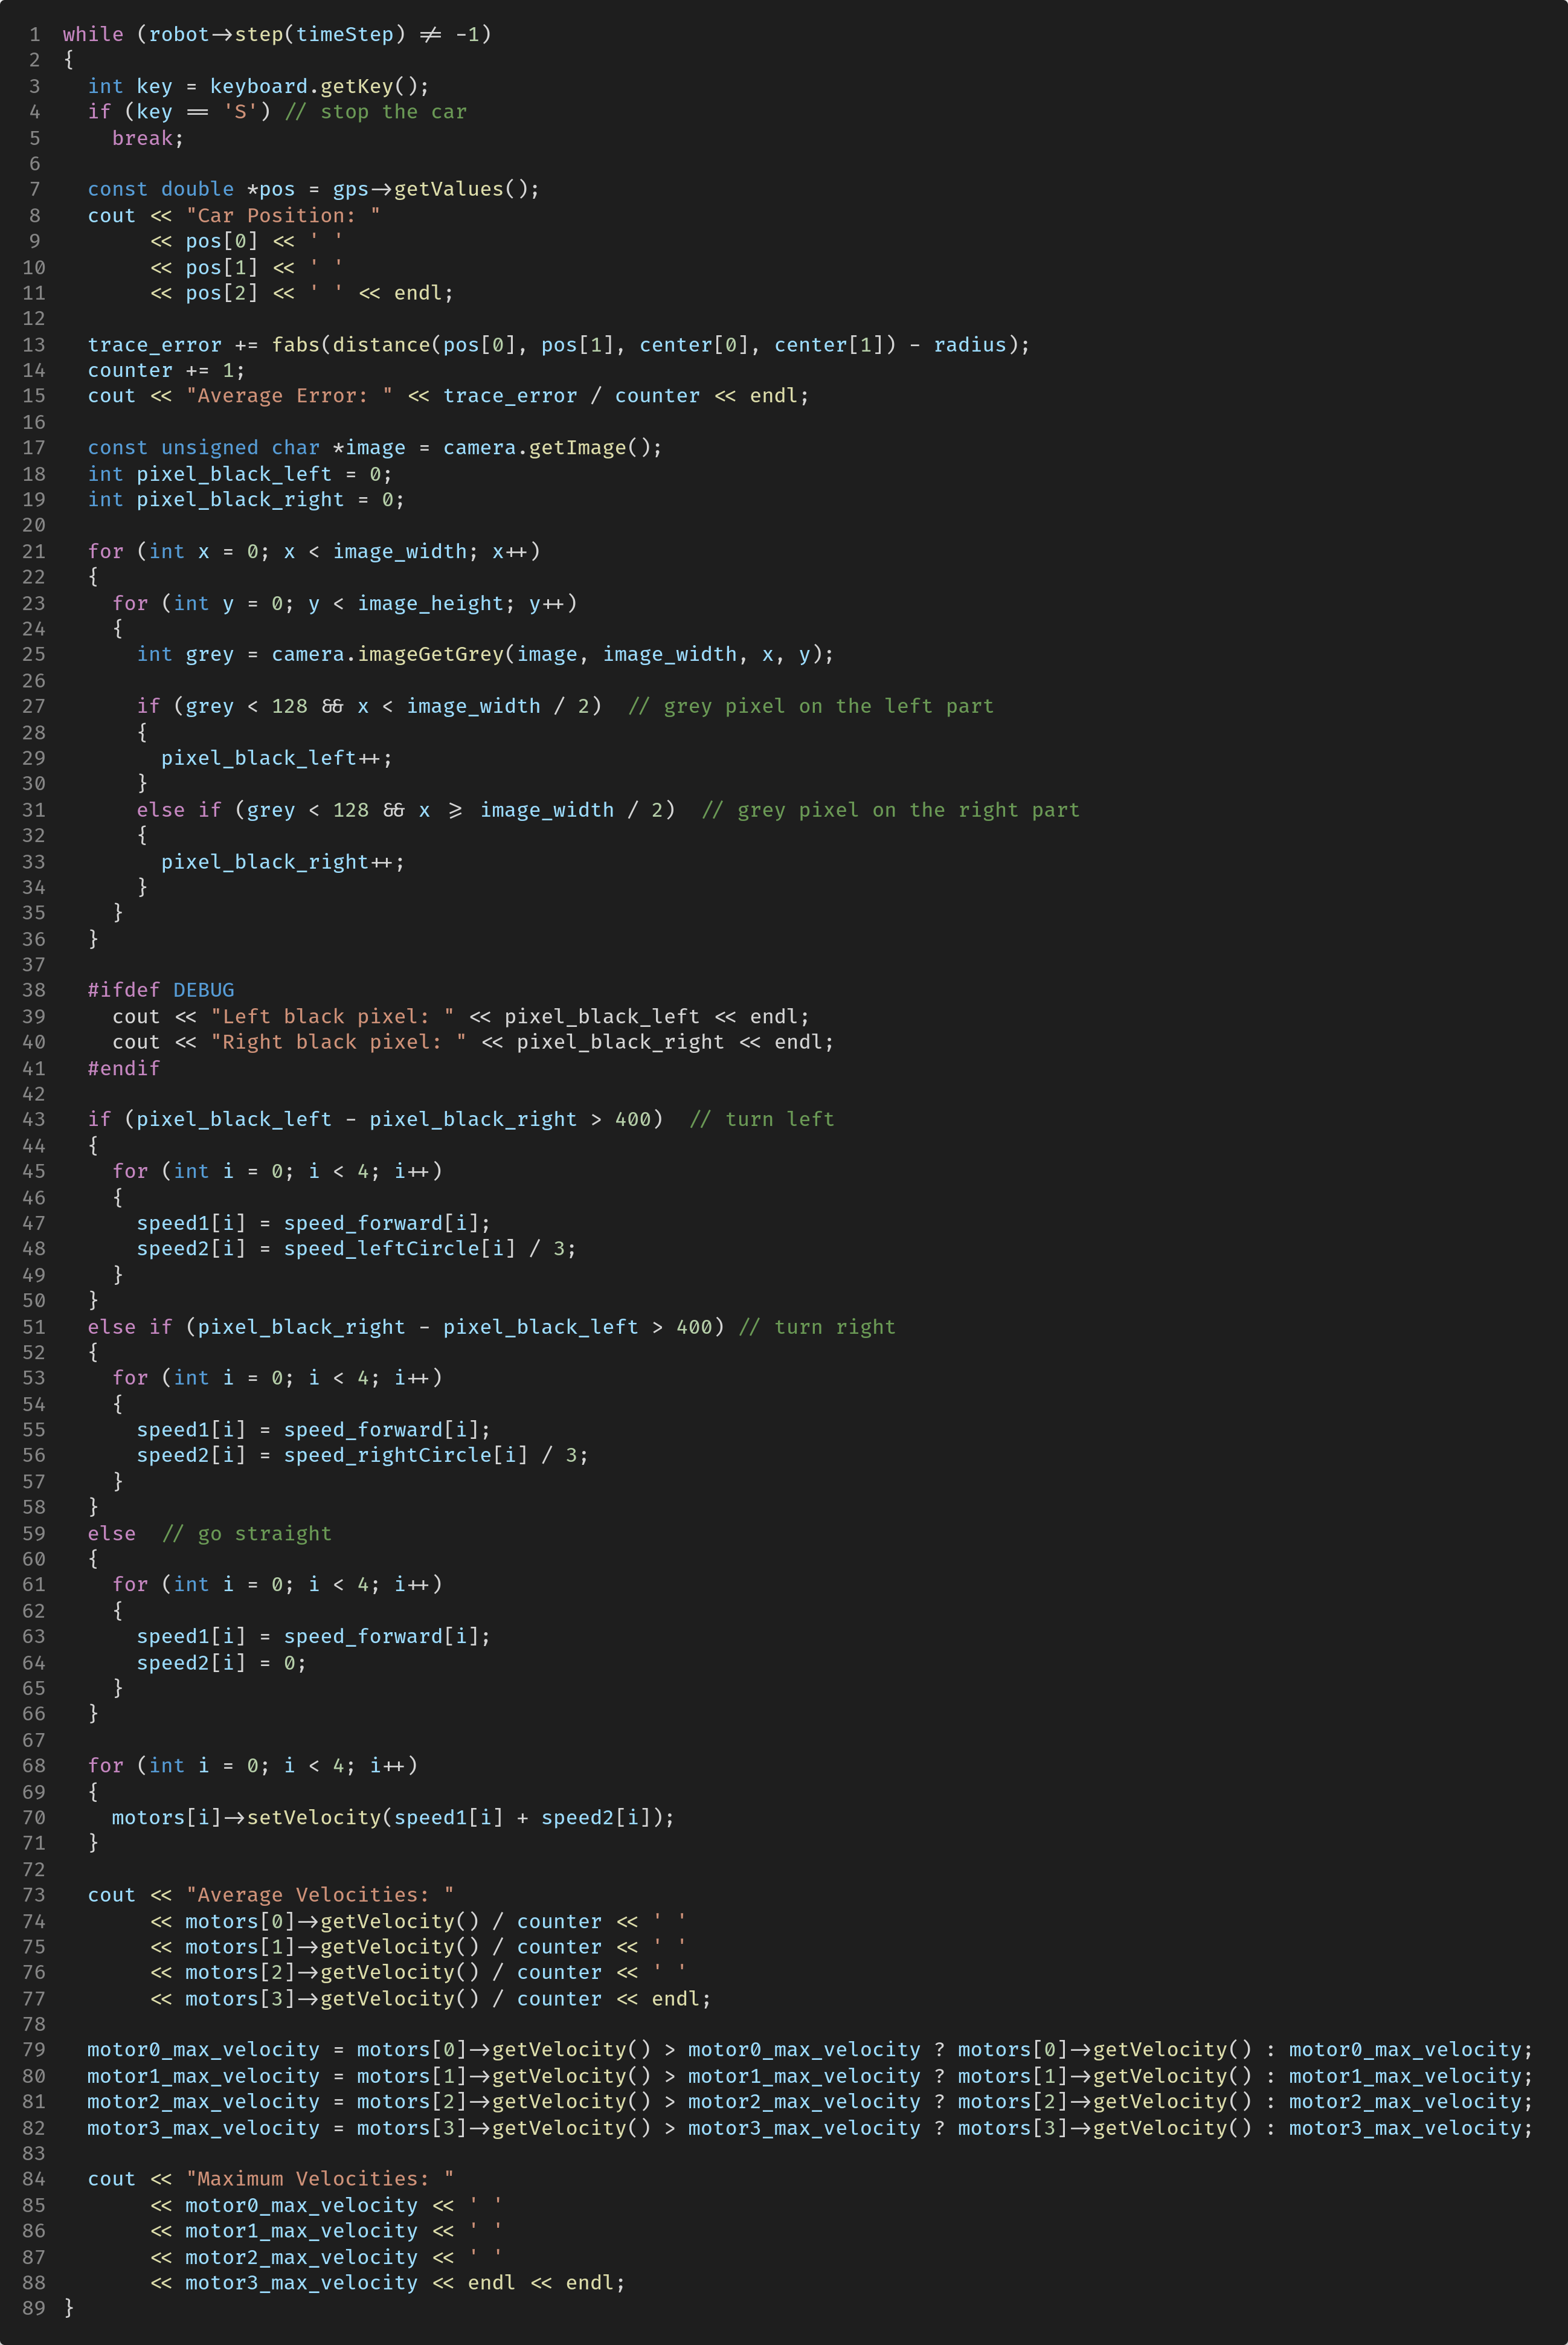 1 while (robot->step(timeStep) != -1)
2 {
3   int key = keyboard.getKey();
4   if (key == 'S') // stop the car
5     break;
6
7   const double *pos = gps->getValues();
8   cout << "Car Position: "
9        << pos[0] << ' '
10        << pos[1] << ' '
11        << pos[2] << ' ' << endl;
12
13   trace_error += fabs(distance(pos[0], pos[1], center[0], center[1]) - radius);
14   counter += 1;
15   cout << "Average Error: " << trace_error / counter << endl;
16
17   const unsigned char *image = camera.getImage();
18   int pixel_black_left = 0;
19   int pixel_black_right = 0;
20
21   for (int x = 0; x < image_width; x++)
22   {
23     for (int y = 0; y < image_height; y++)
24     {
25       int grey = camera.imageGetGrey(image, image_width, x, y);
26
27       if (grey < 128 && x < image_width / 2)  // grey pixel on the left part
28       {
29         pixel_black_left++;
30       }
31       else if (grey < 128 && x >= image_width / 2)  // grey pixel on the right part
32       {
33         pixel_black_right++;
34       }
35     }
36   }
37
38   #ifdef DEBUG
39     cout << "Left black pixel: " << pixel_black_left << endl;
40     cout << "Right black pixel: " << pixel_black_right << endl;
41   #endif
42
43   if (pixel_black_left - pixel_black_right > 400)  // turn left
44   {
45     for (int i = 0; i < 4; i++)
46     {
47       speed1[i] = speed_forward[i];
48       speed2[i] = speed_leftCircle[i] / 3;
49     }
50   }
51   else if (pixel_black_right - pixel_black_left > 400) // turn right
52   {
53     for (int i = 0; i < 4; i++)
54     {
55       speed1[i] = speed_forward[i];
56       speed2[i] = speed_rightCircle[i] / 3;
57     }
58   }
59   else  // go straight
60   {
61     for (int i = 0; i < 4; i++)
62     {
63       speed1[i] = speed_forward[i];
64       speed2[i] = 0;
65     }
66   }
67
68   for (int i = 0; i < 4; i++)
69   {
70     motors[i]->setVelocity(speed1[i] + speed2[i]);
71   }
72
73   cout << "Average Velocities: "
74        << motors[0]->getVelocity() / counter << ' '
75        << motors[1]->getVelocity() / counter << ' '
76        << motors[2]->getVelocity() / counter << ' '
77        << motors[3]->getVelocity() / counter << endl;
78
79   motor0_max_velocity = motors[0]->getVelocity() > motor0_max_velocity ? motors[0]->getVelocity() : motor0_max_velocity;
80   motor1_max_velocity = motors[1]->getVelocity() > motor1_max_velocity ? motors[1]->getVelocity() : motor1_max_velocity;
81   motor2_max_velocity = motors[2]->getVelocity() > motor2_max_velocity ? motors[2]->getVelocity() : motor2_max_velocity;
82   motor3_max_velocity = motors[3]->getVelocity() > motor3_max_velocity ? motors[3]->getVelocity() : motor3_max_velocity;
83
84   cout << "Maximum Velocities: "
85        << motor0_max_velocity << ' '
86        << motor1_max_velocity << ' '
87        << motor2_max_velocity << ' '
88        << motor3_max_velocity << endl << endl;
89 }